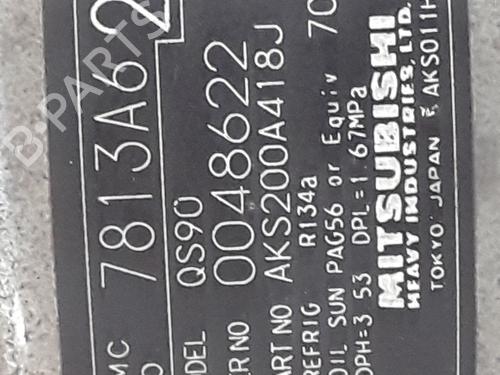 MC 7813A62
O
DEL QS90
ER NO 0048622
ART NO AKS200A418J
REFRIG R134a
OIL SUN PAG56 or Equiv 70
DPH=3 53 DPL=1.67MPa
MITSUBISHI
HEAVY INDUSTRIES, LTD.
TOKYO JAPAN AKS011H
B-PARTS